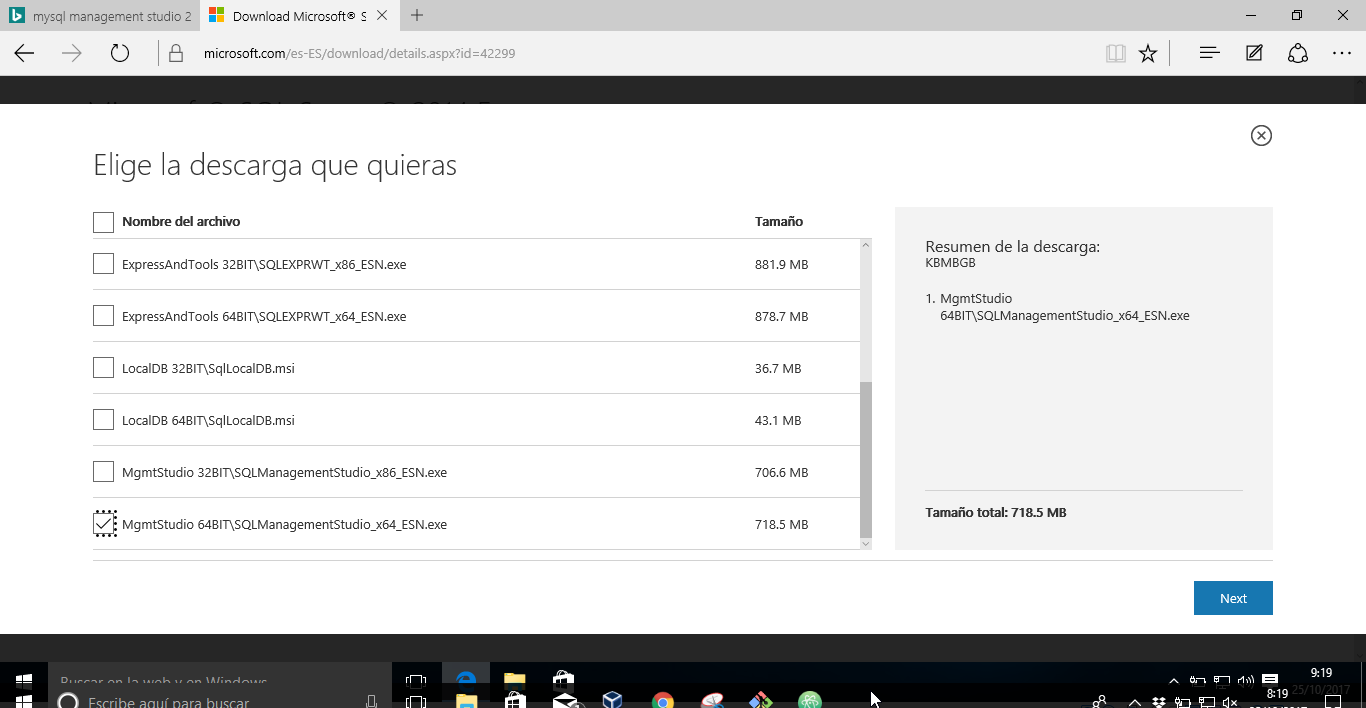 mysql management studio 2
Download Microsoft® S
microsoft.com/es-ES/download/details.aspx?id=42299
Elige la descarga que quieras
Nombre del archivo
Tamaño
ExpressAndTools 32BIT\SQLEXPRWT_x86_ESN.exe
881.9 MB
ExpressAndTools 64BIT\SQLEXPRWT_x64_ESN.exe
878.7 MB
LocalDB 32BIT\SqlLocalDB.msi
36.7 MB
LocalDB 64BIT\SqlLocalDB.msi
43.1 MB
MgmtStudio 32BIT\SQLManagementStudio_x86_ESN.exe
706.6 MB
MgmtStudio 64BIT\SQLManagementStudio_x64_ESN.exe
718.5 MB
Resumen de la descarga:
KBMBGB
1. MgmtStudio
64BIT\SQLManagementStudio_x64_ESN.exe
Tamaño total: 718.5 MB
Next
Buscar en la web y en Windows
9:19
25/10/2017
Escribe aquí para buscar
8:19